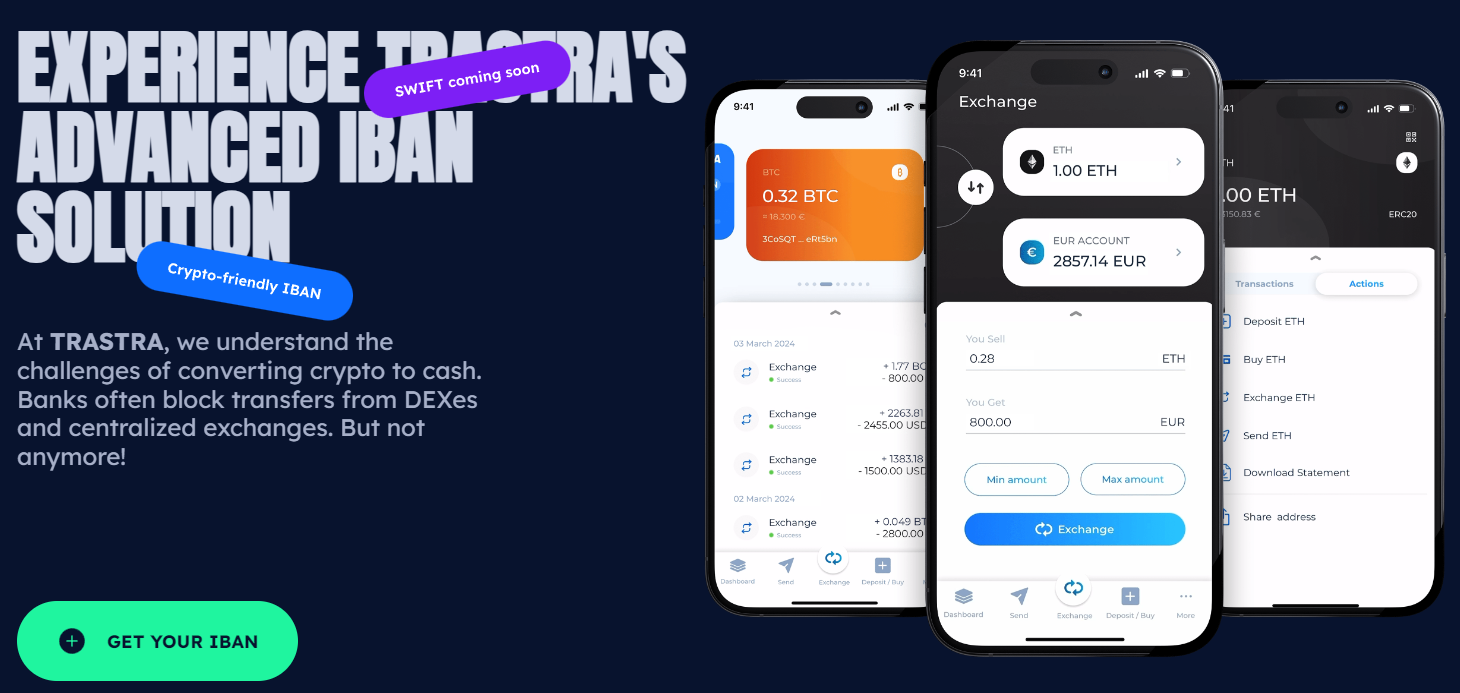 EXPERIENCE TRASTRA'S
SWIFT coming soon
ADVANCED IBAN
SOLUTION
Crypto-friendly IBAN
At TRASTRA, we understand the
challenges of converting crypto to cash.
Banks often block transfers from DEXes
and centralized exchanges. But not
anymore!
GET YOUR IBAN
9:41
A
BTC
0.32 BTC
≈ 18.300 €
3CoSQT ... eRt5bn
03 March 2024
Exchange
+ 1.77 BC
Success
- 800.00
Exchange
+ 2263.81
Success
- 2455.00 USD
Exchange
+ 1383.18
Success
- 1500.00 USD
02 March 2024
Exchange
+ 0.049 BT
Success
- 2800.00
Dashboard
Send
Exchange
Deposit / Buy
9:41
Exchange
ETH
1.00 ETH
EUR ACCOUNT
2857.14 EUR
You Sell
0.28 ETH
You Get
800.00 EUR
Min amount
Max amount
Exchange
Dashboard
Send
Exchange
Deposit / Buy
More
:41
TH
.00 ETH
3150.83 €
ERC20
Transactions
Actions
Deposit ETH
Buy ETH
Exchange ETH
Send ETH
Download Statement
Share address